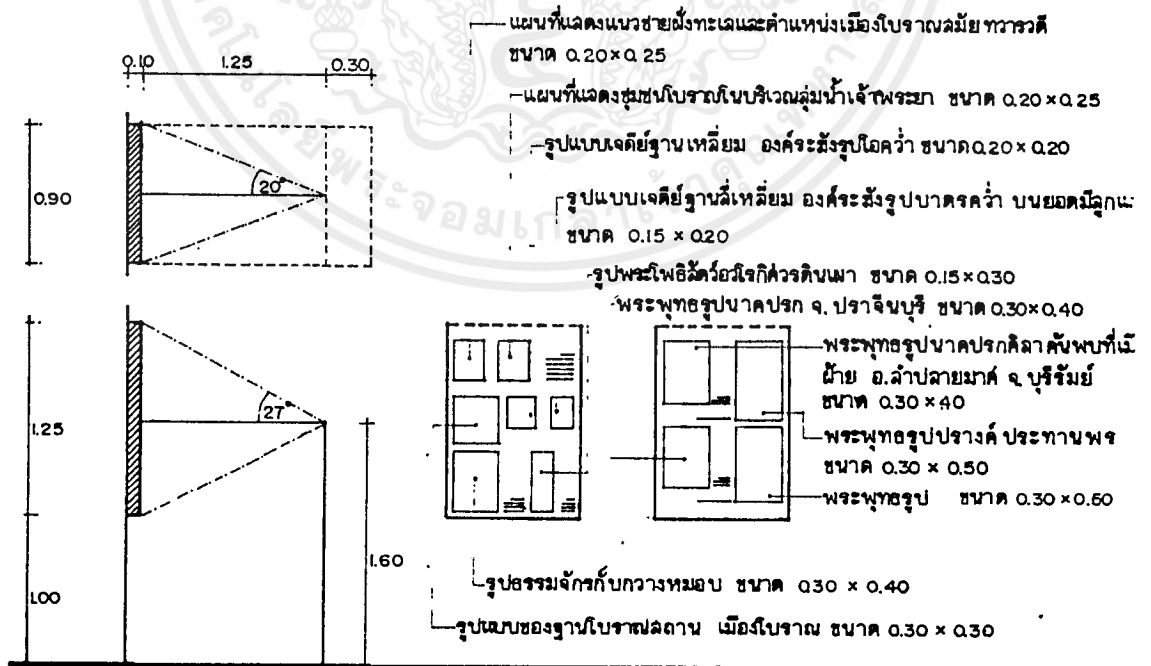 แผนที่แสดงแนวชายฝั่งทะเลและตำแหน่งเมืองโบราณสมัย ทวารวดี
ขนาด 0.20×0.25
0.10 1.25 0.30
แผนที่แสดงชุมชนโบราณในบริเวณลุ่มน้ำเจ้าพระยา ขนาด 0.20×0.25
รูปแบบเจดีย์ฐานเหลี่ยม องค์ระฆังรูปโอคว่ำ ขนาด 0.20×0.20
20°
0.90
รูปแบบเจดีย์ฐานสี่เหลี่ยม องค์ระฆังรูปบาตรคว่ำ บนยอดมีลูกแ
ขนาด 0.15 × 0.20
พระจอมเกล้าเจ้าคุณทหาร
รูปพระโพธิสัตว์อวโรกิตวรดินเผา ขนาด 0.15×0.30
พระพุทธรูปนาคปรก จ. ปราจีนบุรี ขนาด 0.30×0.40
พระพุทธรูปนาคปรกศิลา ค้นพบที่เมื
ฝ้าย อ.ลำปลายมาศ จ. บุรีรัมย์
ขนาด 0.30 ×40
27°
1.25
พระพุทธรูปปรางค์ ประทานพร
ขนาด 0.30 × 0.50
พระพุทธรูป ขนาด 0.30 ×0.60
1.60
1.00
รูปธรรมจักรกับกวางหมอบ ขนาด 0.30 × 0.40
รูปแบบของฐานโบราณสถาน เมืองโบราณ ขนาด 0.30 × 0.30